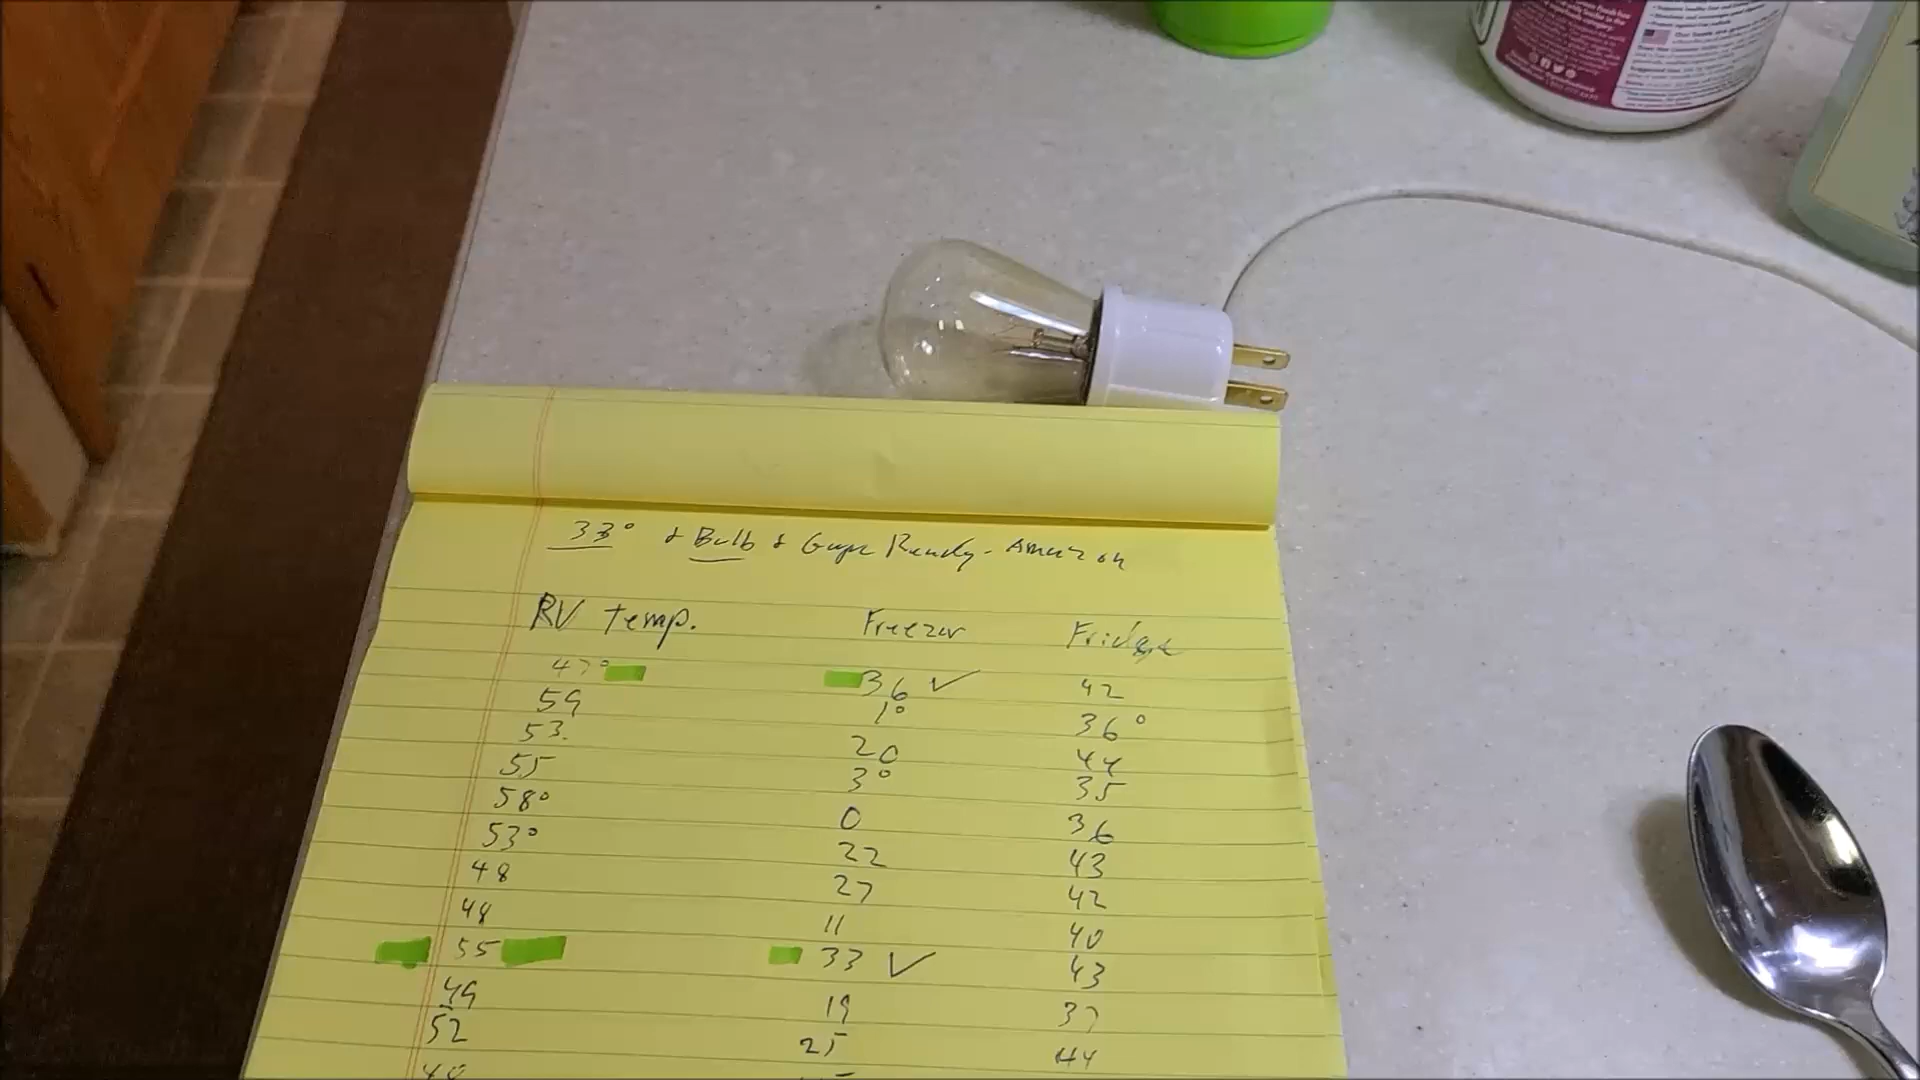 33° & Bulb & Gage Ready - Amazon
RV temp. Freezer Fridge
47° 36 ✓ 42
59 1° 36°
53. 20 44
55 3° 35
58° 0 36
53° 22 43
48 27 42
48 11 40
55 33 ✓ 43
49 19 37
52 25 44